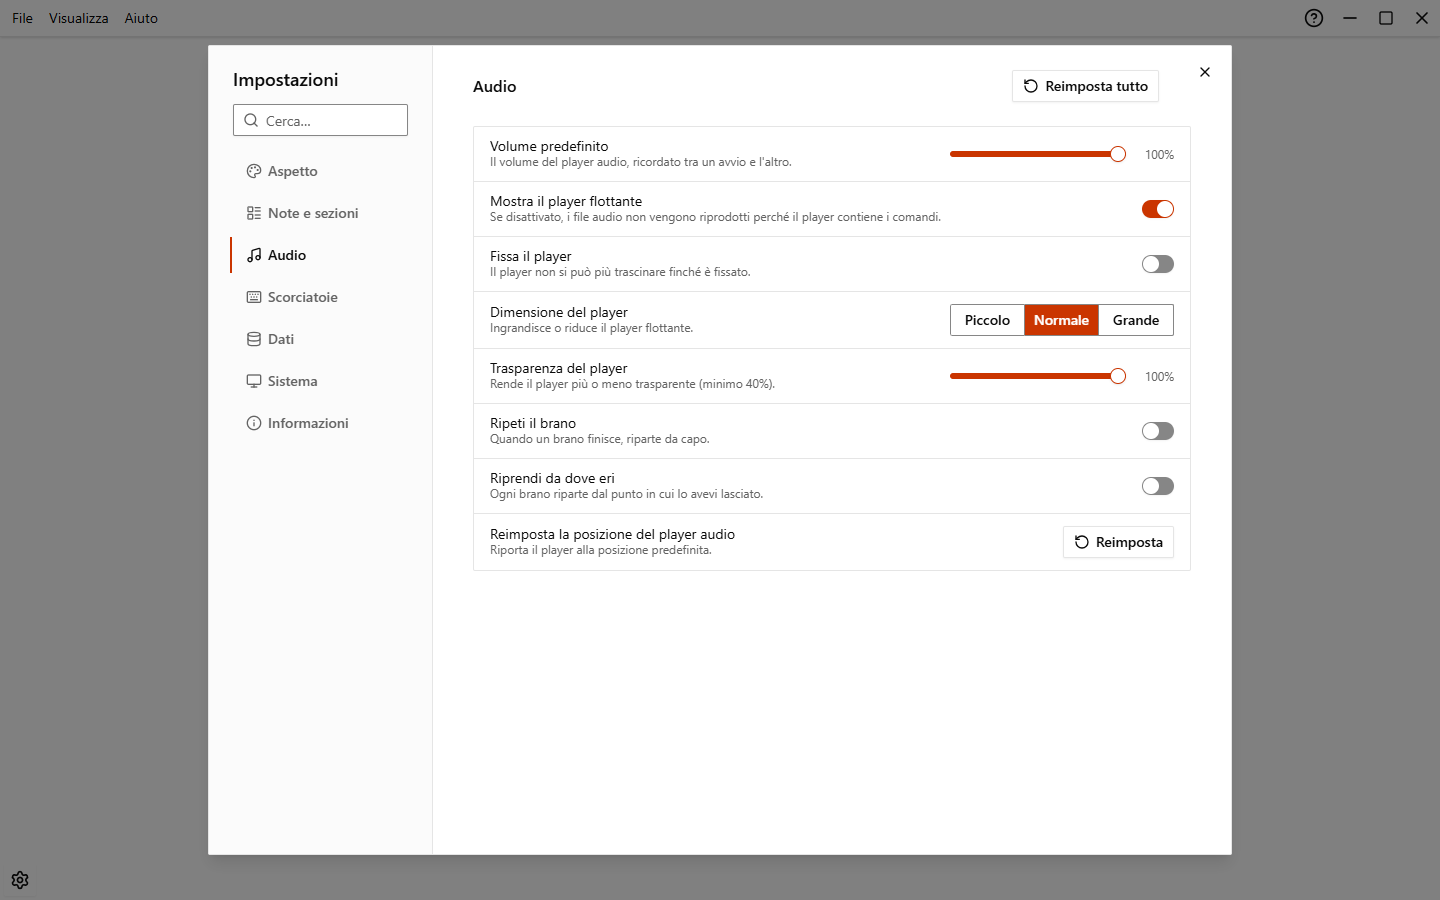 File Visualizza Aiuto
Impostazioni
Cerca...
Aspetto
Note e sezioni
Audio
Scorciatoie
Dati
Sistema
Informazioni
Audio
Reimposta tutto
Volume predefinito
Il volume del player audio, ricordato tra un avvio e l'altro.
100%
Mostra il player flottante
Se disattivato, i file audio non vengono riprodotti perché il player contiene i comandi.
Fissa il player
Il player non si può più trascinare finché è fissato.
Dimensione del player
Ingrandisce o riduce il player flottante.
Piccolo Normale Grande
Trasparenza del player
Rende il player più o meno trasparente (minimo 40%).
100%
Ripeti il brano
Quando un brano finisce, riparte da capo.
Riprendi da dove eri
Ogni brano riparte dal punto in cui lo avevi lasciato.
Reimposta la posizione del player audio
Riporta il player alla posizione predefinita.
Reimposta